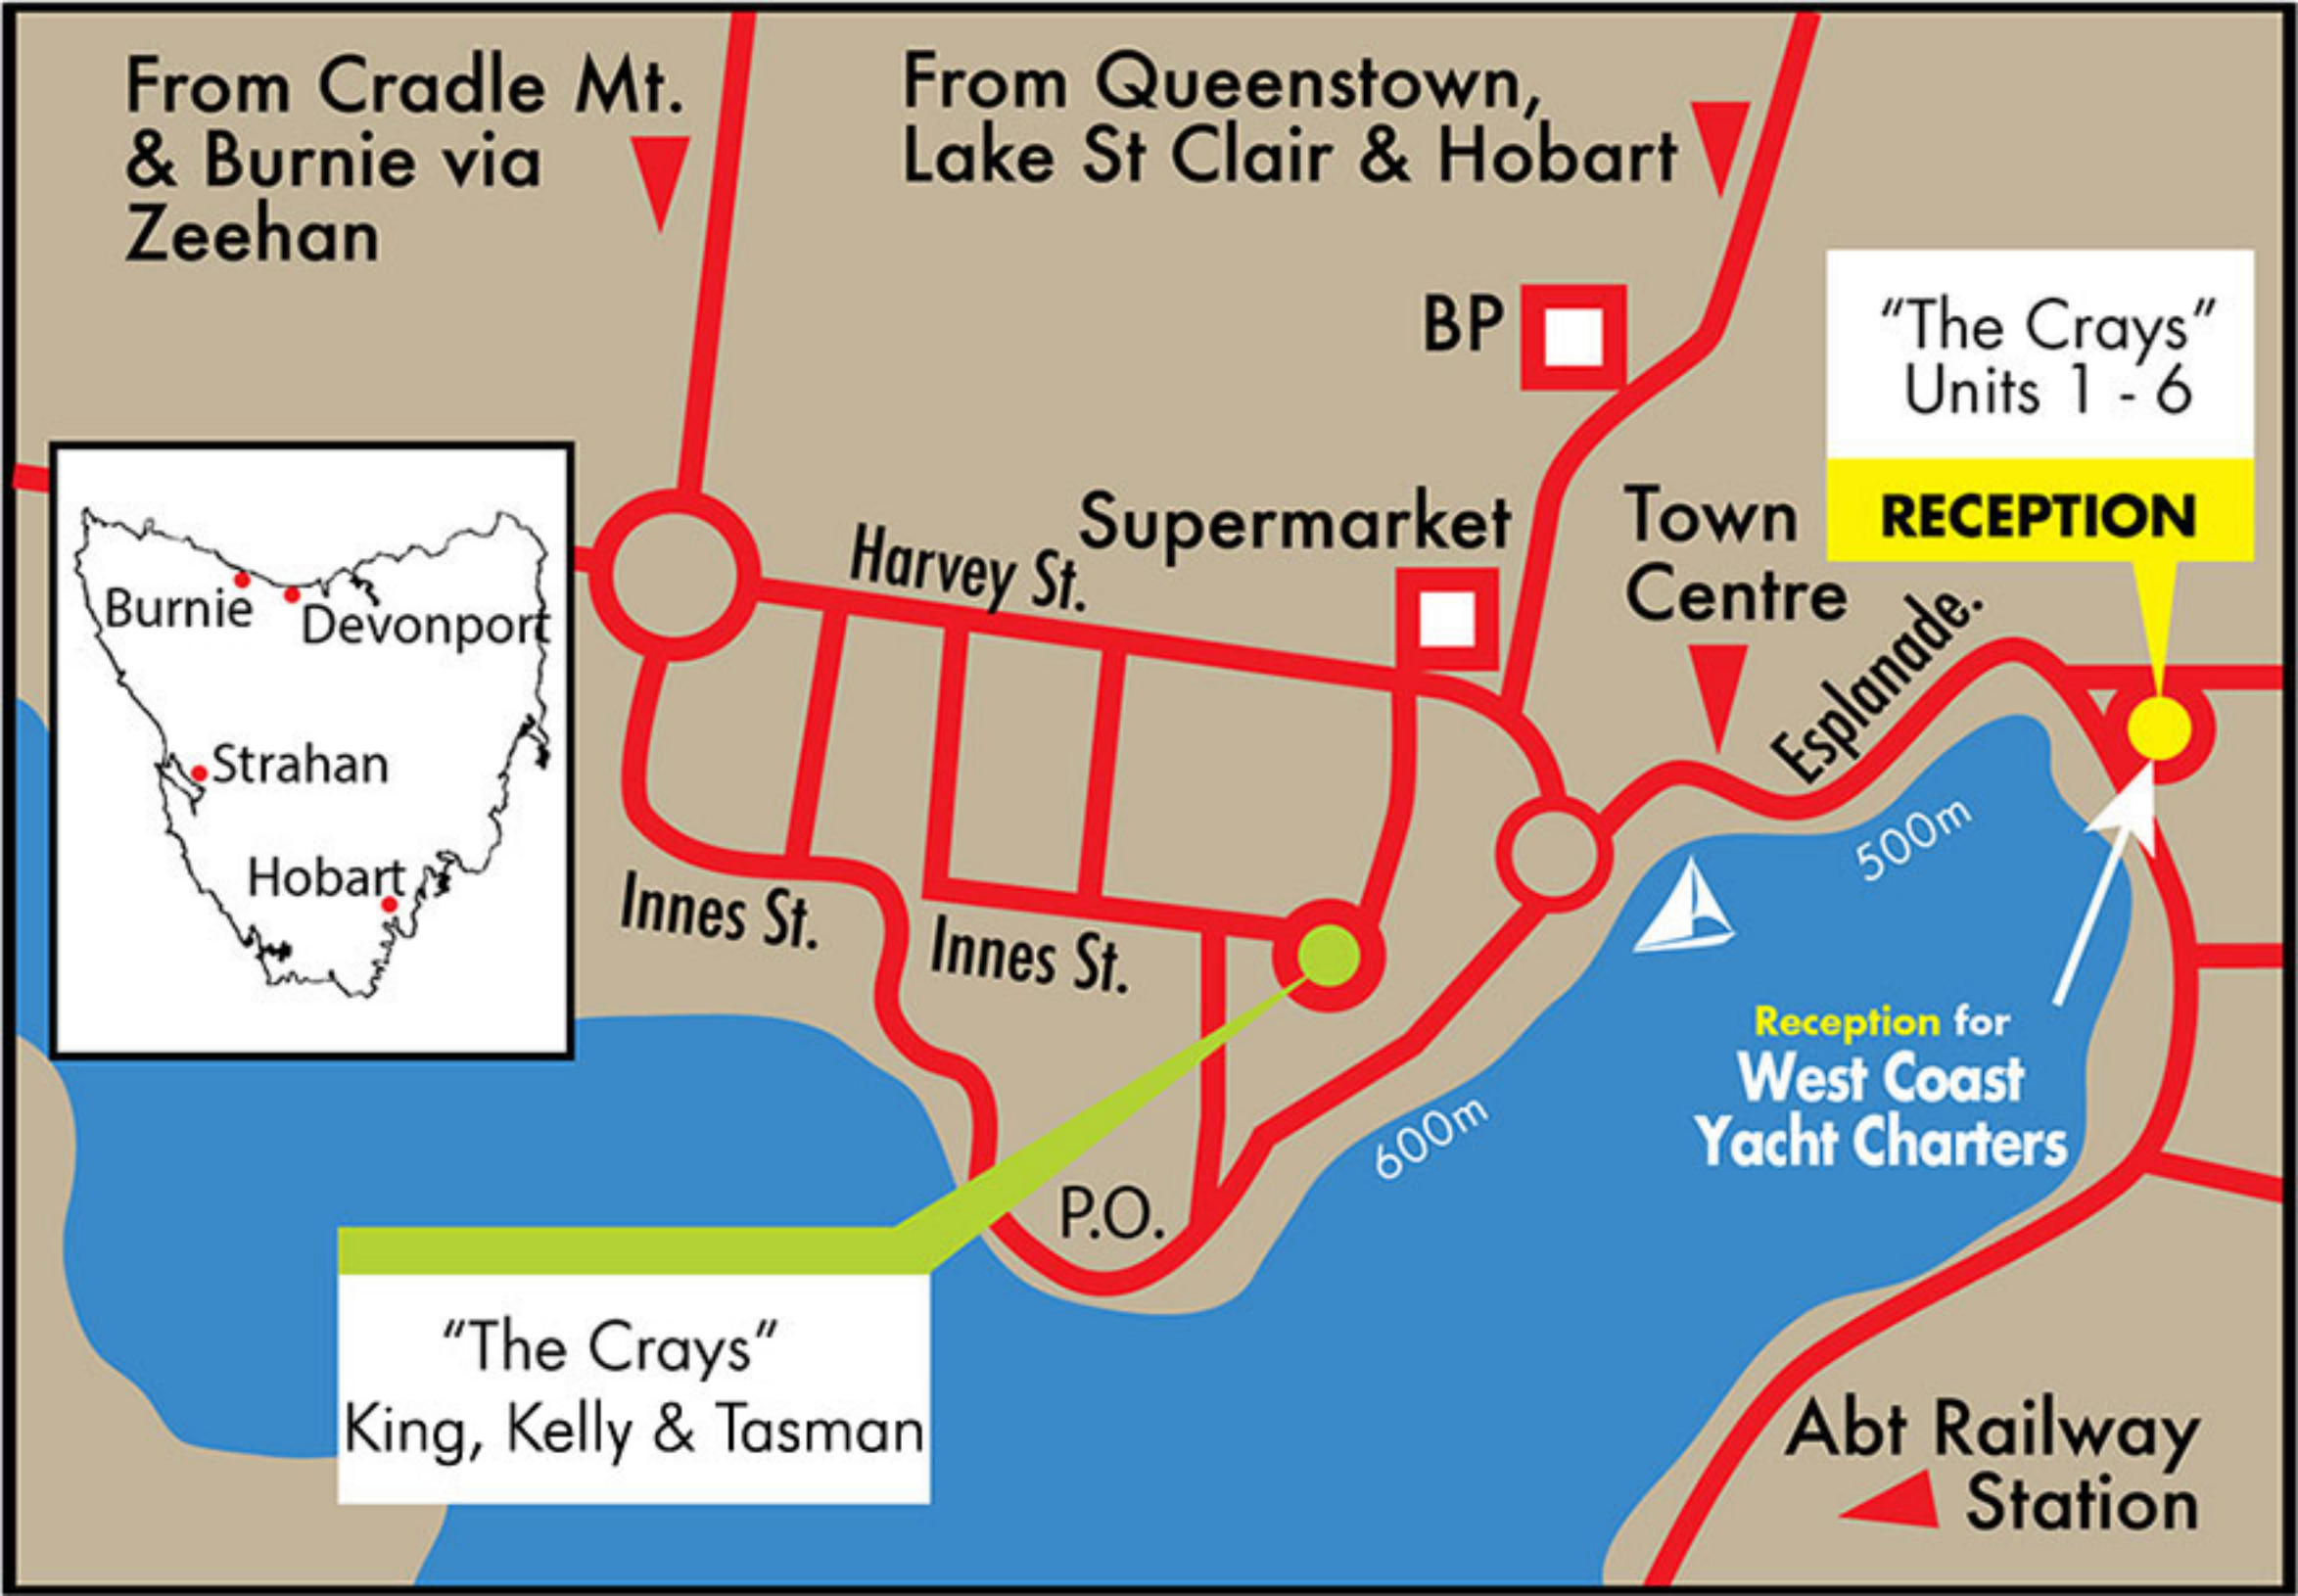 From Cradle Mt.
& Burnie via
Zeehan
From Queenstown,
Lake St Clair & Hobart
BP
“The Crays”
Units 1 - 6
RECEPTION
Supermarket
Town
Centre
Harvey St.
Esplanade.
Burnie
Devonport
Strahan
Hobart
Innes St.
Innes St.
500m
600m
Reception for
West Coast
Yacht Charters
P.O.
“The Crays”
King, Kelly & Tasman
Abt Railway
Station